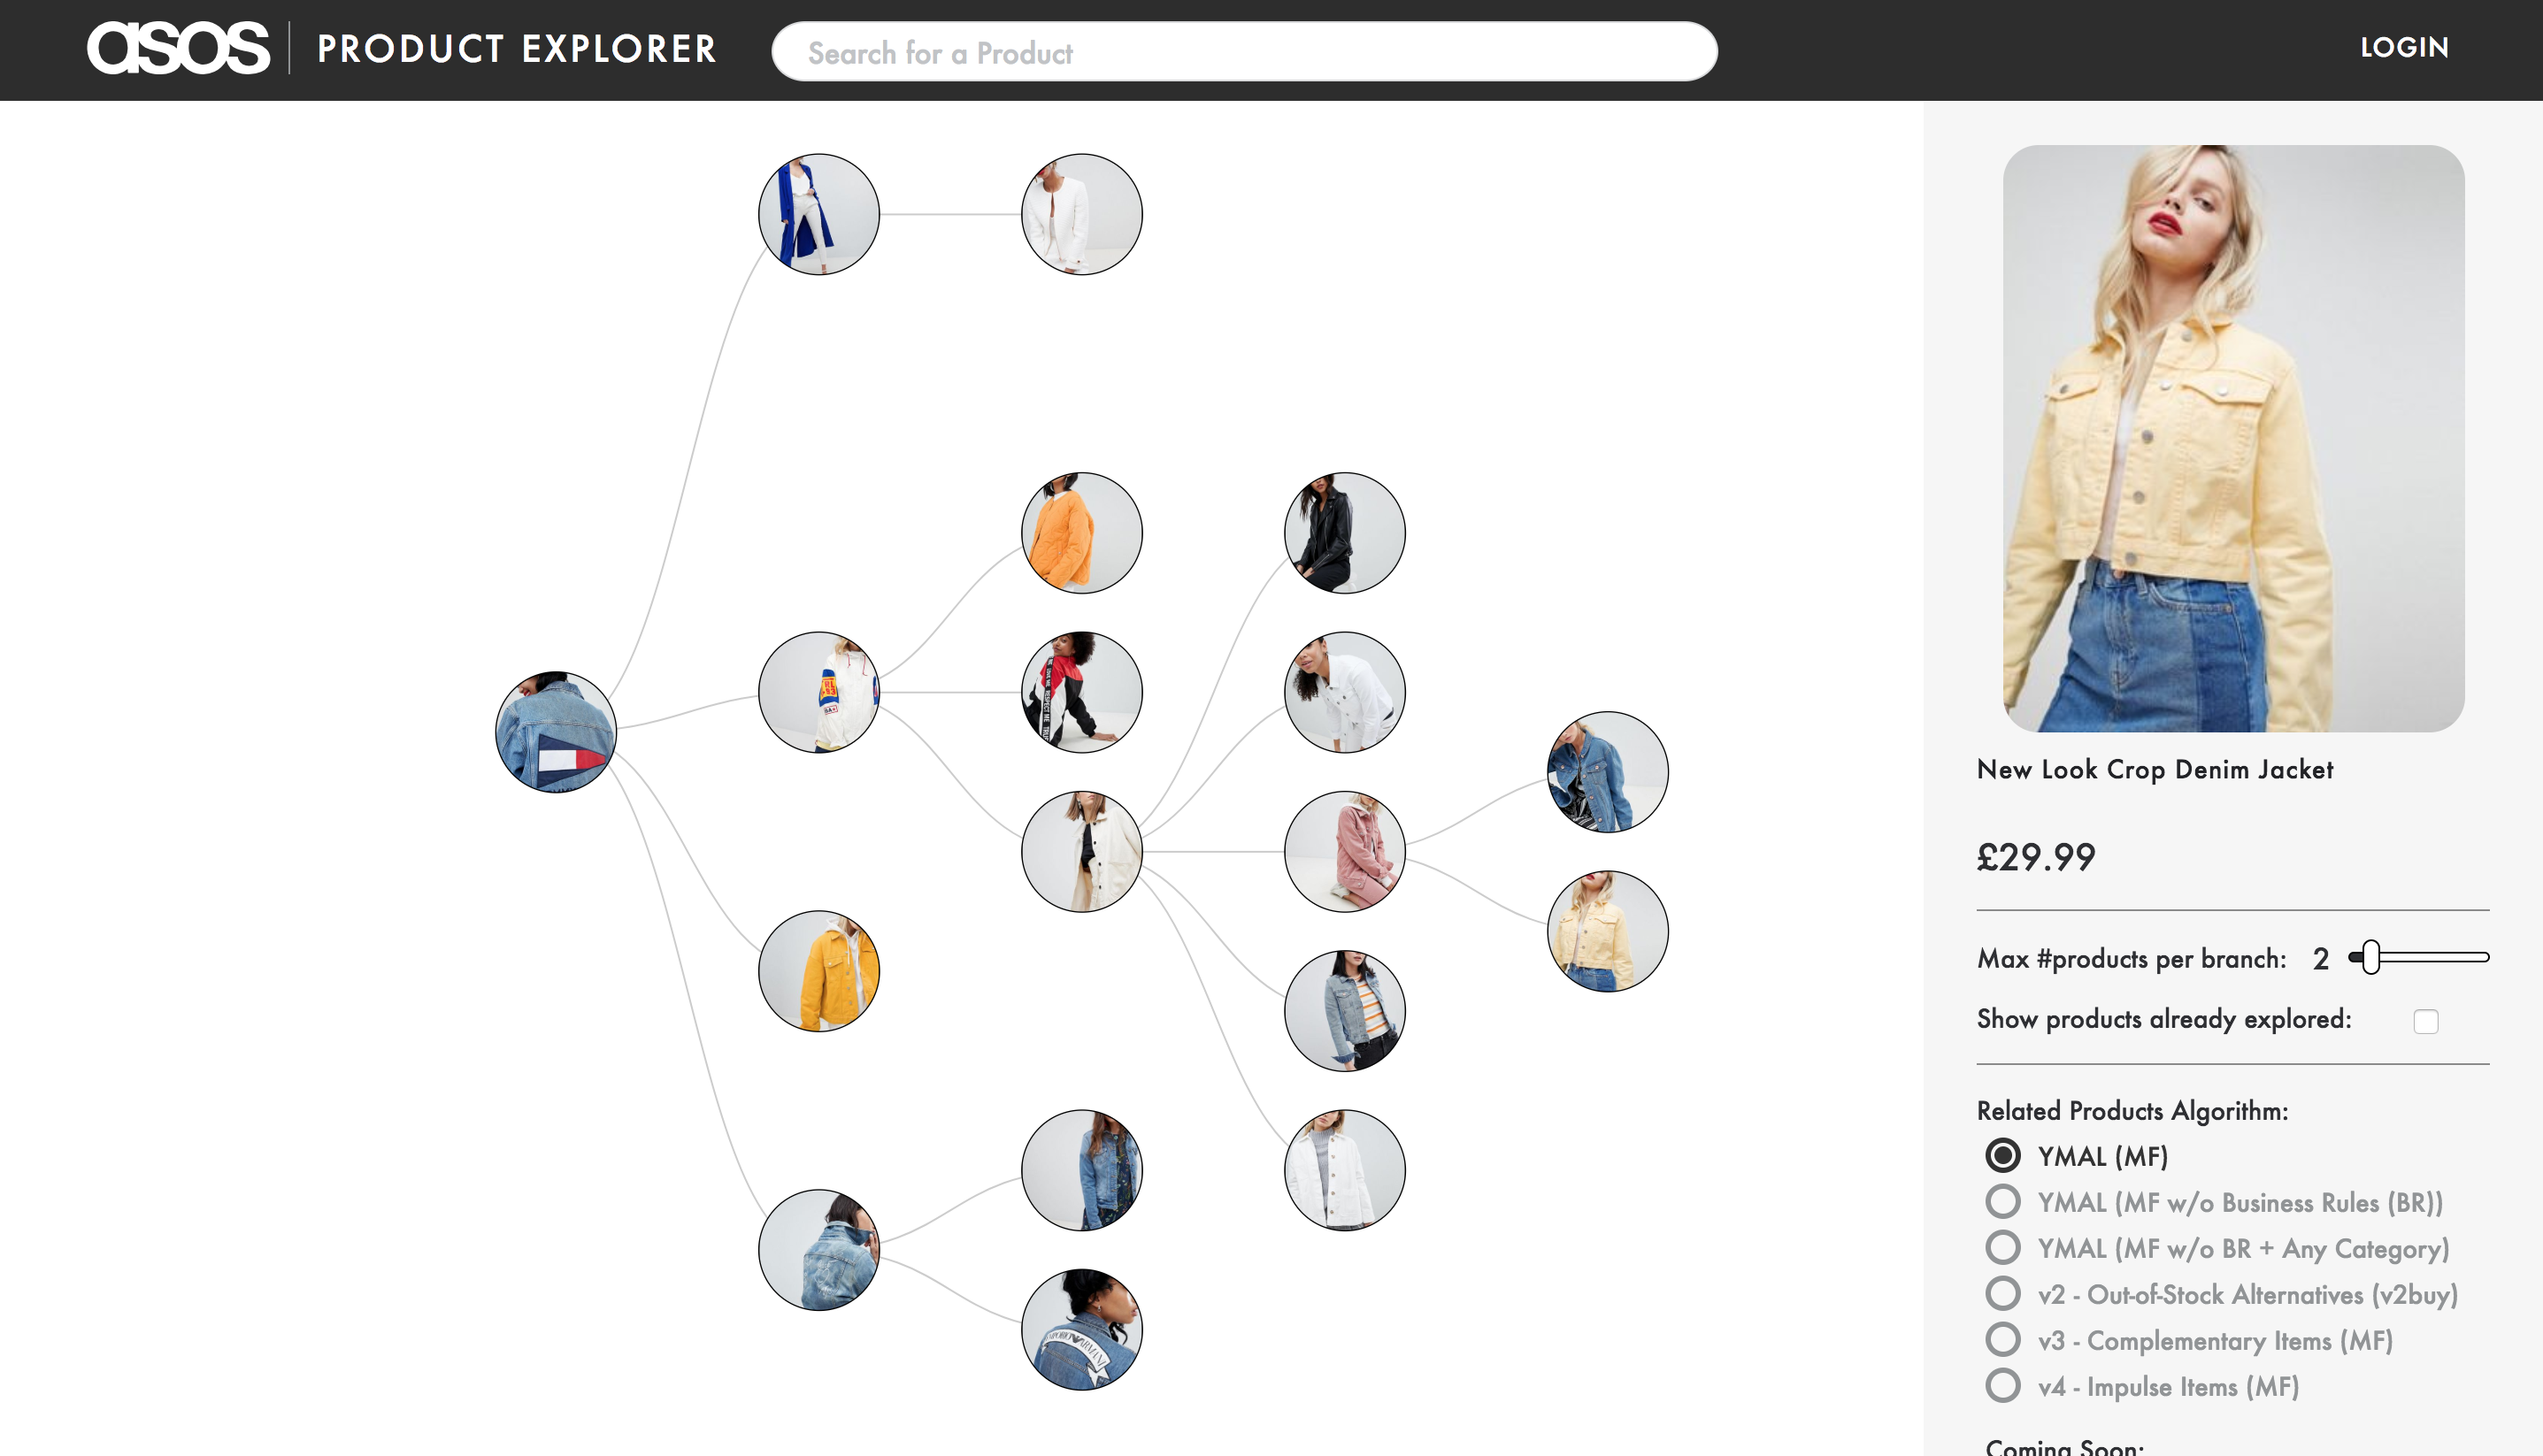 asos
PRODUCT EXPLORER
Search for a Product
LOGIN
New Look Crop Denim Jacket
£29.99
Max #products per branch: 2
Show products already explored:
Related Products Algorithm:
YMAL (MF)
YMAL (MF w/o Business Rules (BR))
YMAL (MF w/o BR + Any Category)
v2 - Out-of-Stock Alternatives (v2buy)
v3 - Complementary Items (MF)
v4 - Impulse Items (MF)
Coming Soon: